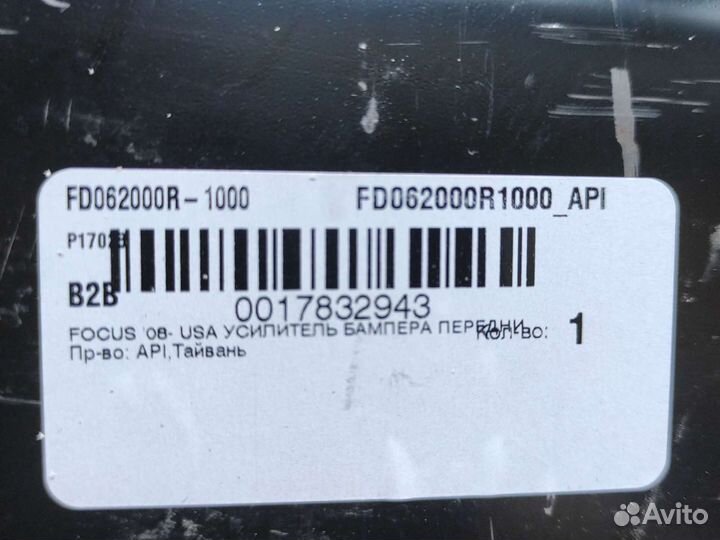 FD062000R-1000 FD062000R1000_API
B2B
0017832943
FOCUS '08- USA УСИЛИТЕЛЬ БАМПЕРА ПЕРЕДНИ
Кол-во: 1
Пр-во: API,Тайвань
Avito